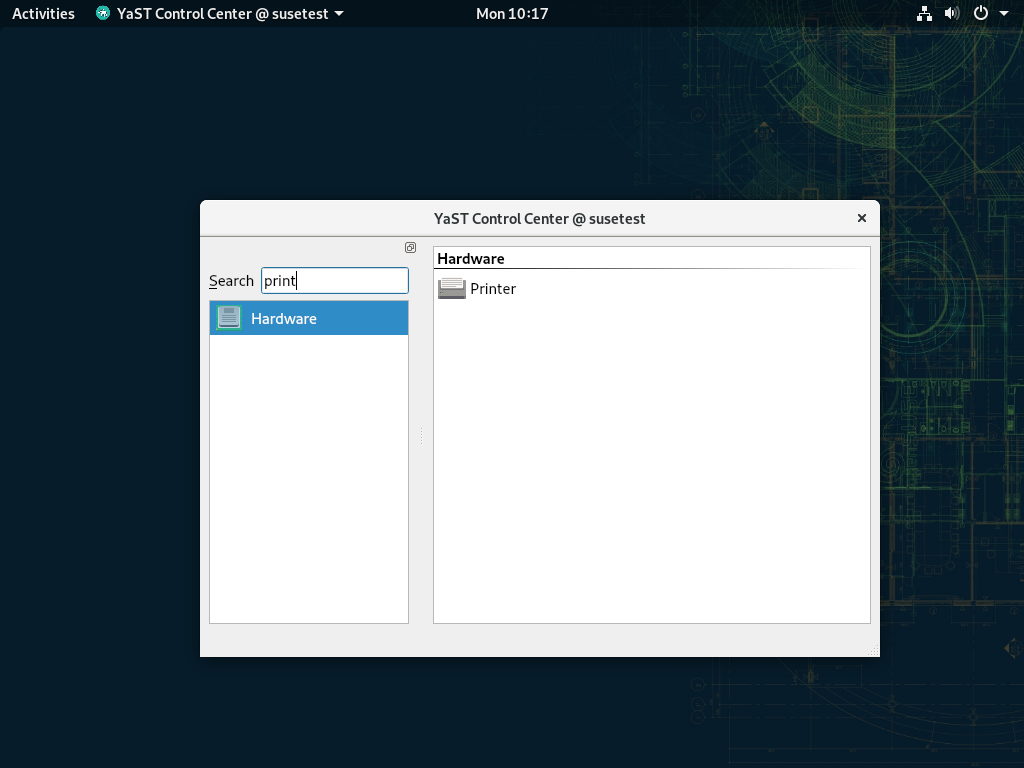 Activities YaST Control Center @ susetest Mon 10:17
YaST Control Center @ susetest
Search print
Hardware
Hardware
Printer